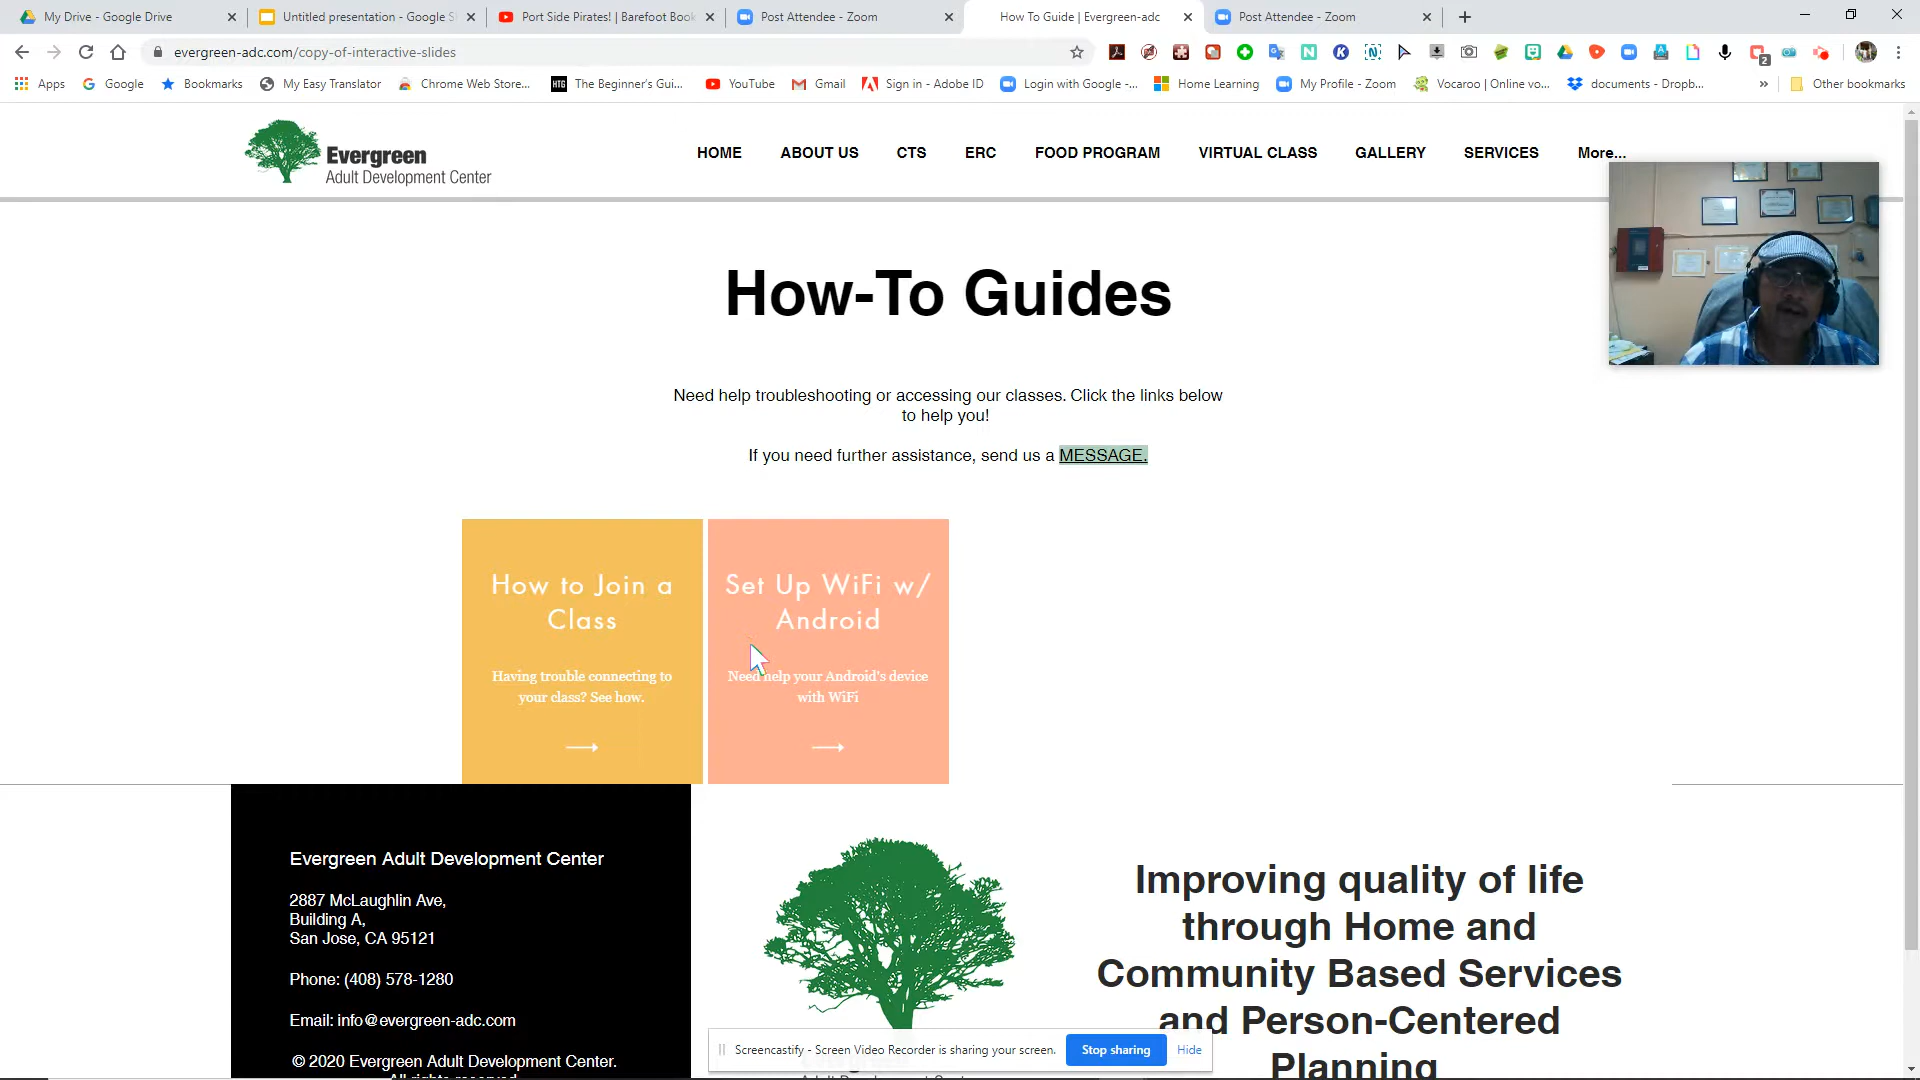 My Drive - Google Drive
Untitled presentation - Google S
Port Side Pirates! | Barefoot Book
Post Attendee - Zoom
How To Guide | Evergreen-adc
Post Attendee - Zoom
evergreen-adc.com/copy-of-interactive-slides
Apps
Google
Bookmarks
My Easy Translator
Chrome Web Store...
HTG
The Beginner's Gui...
YouTube
Gmail
Sign in - Adobe ID
Login with Google -...
Home Learning
My Profile - Zoom
Vocaroo | Online vo...
documents - Dropb...
»
Other bookmarks
Evergreen
Adult Development Center
HOME
ABOUT US
CTS
ERC
FOOD PROGRAM
VIRTUAL CLASS
GALLERY
SERVICES
More...
How-To Guides
Need help troubleshooting or accessing our classes. Click the links below
to help you!
If you need further assistance, send us a MESSAGE.
How to Join a
Class
Having trouble connecting to
your class? See how.
Set Up WiFi w/
Android
Need help your Android's device
with WiFi
Evergreen Adult Development Center
2887 McLaughlin Ave,
Building A,
San Jose, CA 95121
Phone: (408) 578-1280
Email: info@evergreen-adc.com
© 2020 Evergreen Adult Development Center.
All rights reserved
Improving quality of life
through Home and
Community Based Services
and Person-Centered
Planning
Screencastify - Screen Video Recorder is sharing your screen.
Stop sharing
Hide